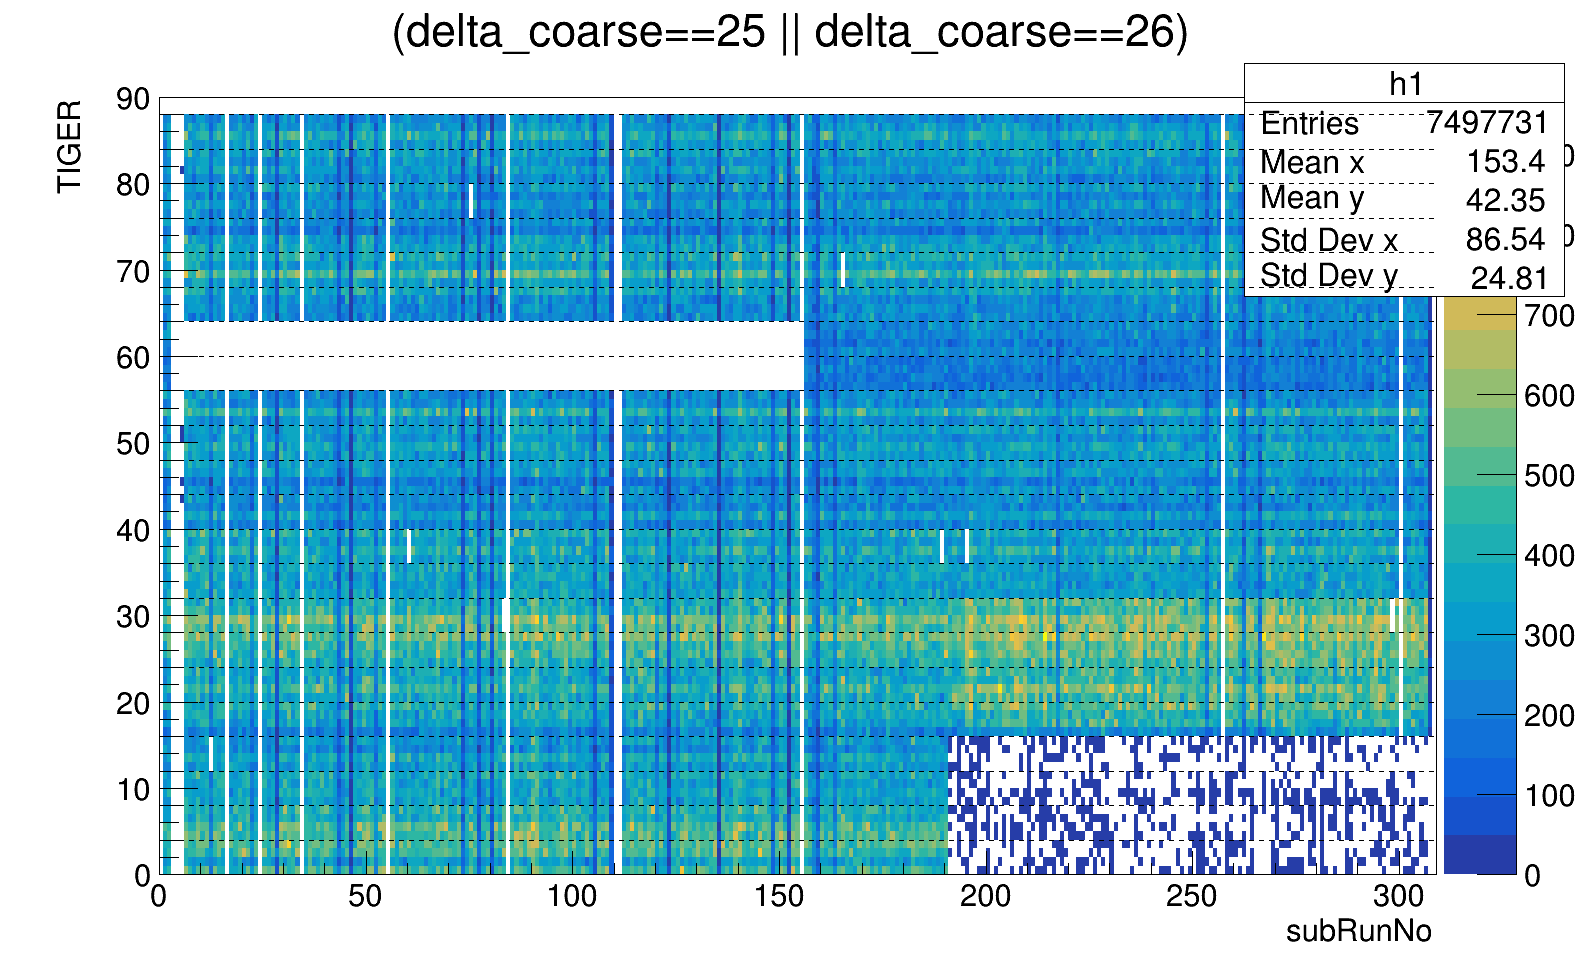 (delta_coarse==25 || delta_coarse==26)
h1
Entries 7497731
Mean x 153.4
Mean y 42.35
Std Dev x 86.54
Std Dev y 24.81
TIGER
90
80
70
60
50
40
30
20
10
0
0 50 100 150 200 250 300
subRunNo
700
600
500
400
300
200
100
0